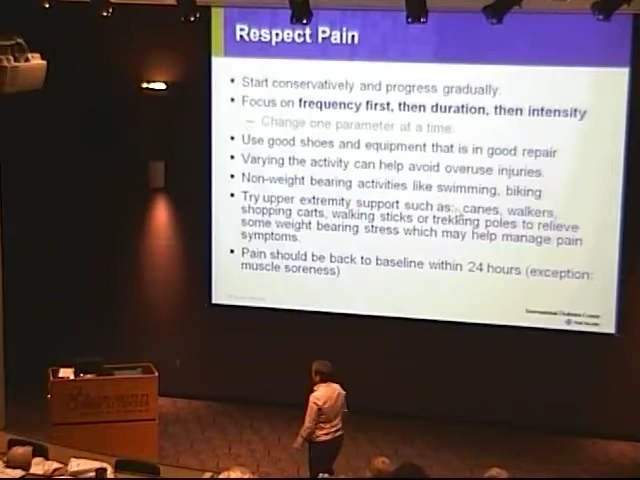 Respect Pain
• Start conservatively and progress gradually.
• Focus on frequency first, then duration, then intensity
– Change one parameter at a time.
• Use good shoes and equipment that is in good repair
• Varying the activity can help avoid overuse injuries.
• Non-weight bearing activities like swimming, biking
• Try upper extremity support such as: canes, walkers,
shopping carts, walking sticks or trekking poles to relieve
some weight bearing stress which may help manage pain
symptoms.
• Pain should be back to baseline within 24 hours (exception:
muscle soreness)
International Diabetes Center